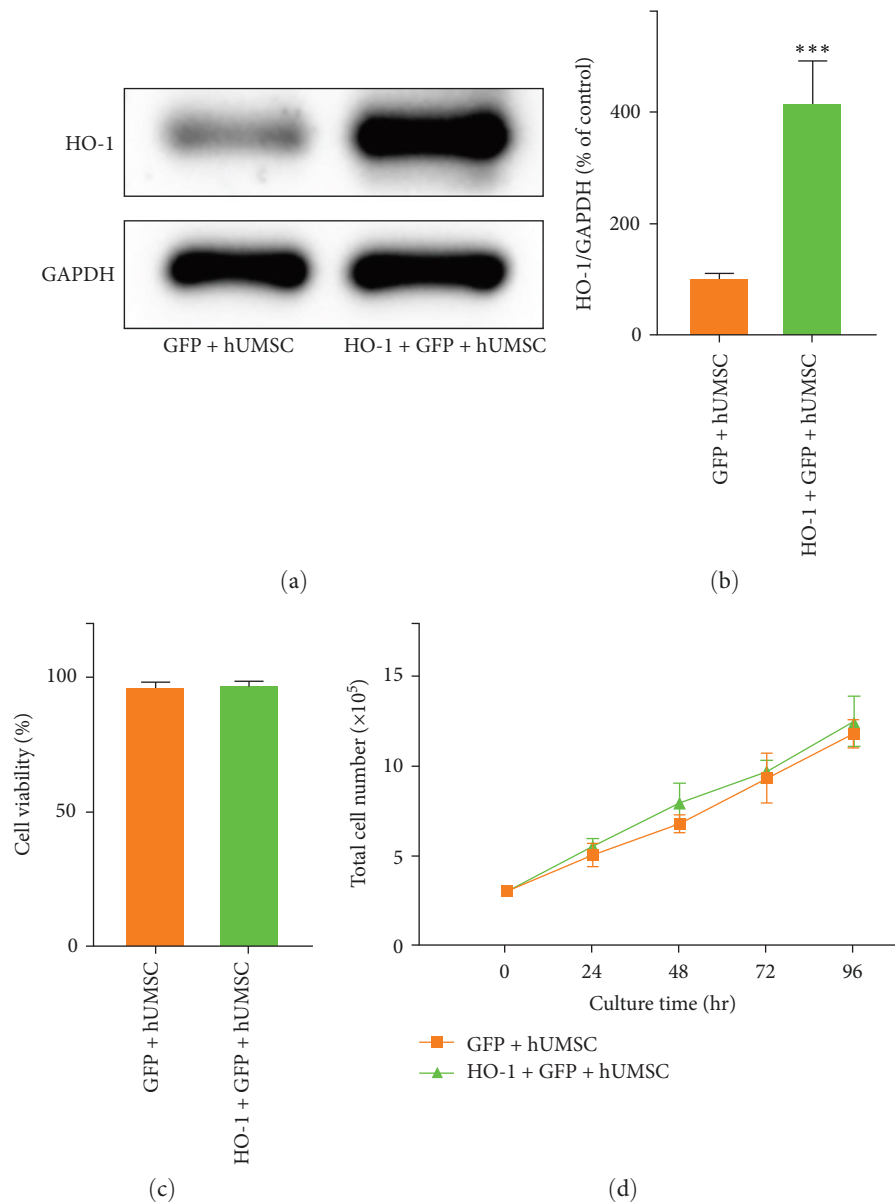 HO-1
GAPDH
GFP + hUMSC
HO-1 + GFP + hUMSC
(a)
HO-1/GAPDH (% of control)
400
200
0
***
GFP + hUMSC
HO-1 + GFP + hUMSC
(b)
Cell viability (%)
100
50
0
GFP + hUMSC
HO-1 + GFP + hUMSC
(c)
Total cell number (×10⁵)
15
10
5
0
0 24 48 72 96
Culture time (hr)
GFP + hUMSC
HO-1 + GFP + hUMSC
(d)